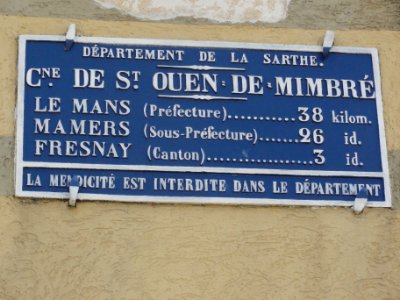 DÉPARTEMENT DE LA SARTHE.
CNE DE ST OUEN-DE-MIMBRÉ
LE MANS (Préfecture)...........38 kilom.
MAMERS (Sous-Préfecture)......26 id.
FRESNAY (Canton)................3 id.
LA MENDICITÉ EST INTERDITE DANS LE DÉPARTEMENT